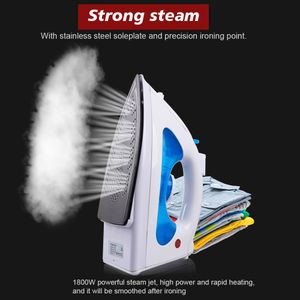 Strong steam
With stainless steel soleplate and precision ironing point.
1800W powerful steam jet, high power and rapid heating,
and it will be smoothed after ironing